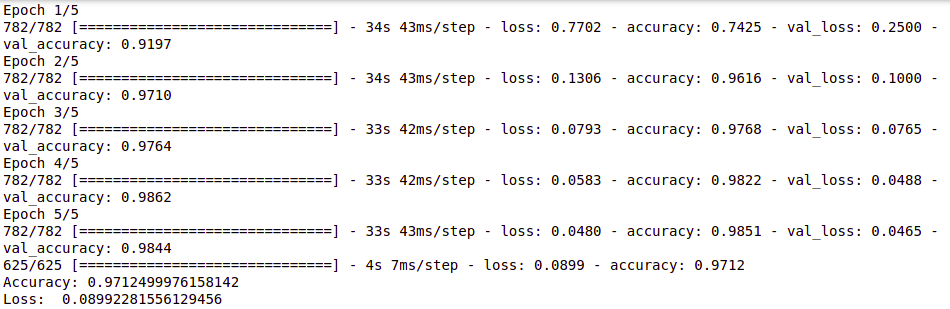 Epoch 1/5
782/782 [==============================] - 34s 43ms/step - loss: 0.7702 - accuracy: 0.7425 - val_loss: 0.2500 -
val_accuracy: 0.9197
Epoch 2/5
782/782 [==============================] - 34s 43ms/step - loss: 0.1306 - accuracy: 0.9616 - val_loss: 0.1000 -
val_accuracy: 0.9710
Epoch 3/5
782/782 [==============================] - 33s 42ms/step - loss: 0.0793 - accuracy: 0.9768 - val_loss: 0.0765 -
val_accuracy: 0.9764
Epoch 4/5
782/782 [==============================] - 33s 42ms/step - loss: 0.0583 - accuracy: 0.9822 - val_loss: 0.0488 -
val_accuracy: 0.9862
Epoch 5/5
782/782 [==============================] - 33s 43ms/step - loss: 0.0480 - accuracy: 0.9851 - val_loss: 0.0465 -
val_accuracy: 0.9844
625/625 [==============================] - 4s 7ms/step - loss: 0.0899 - accuracy: 0.9712
Accuracy: 0.9712499976158142
Loss:  0.08992281556129456